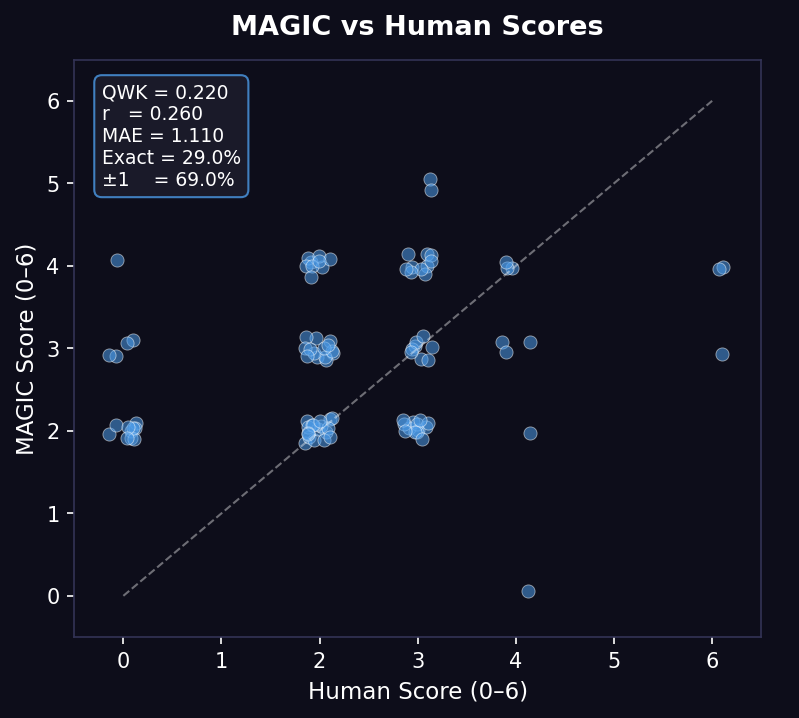 MAGIC vs Human Scores
QWK = 0.220
r = 0.260
MAE = 1.110
Exact = 29.0%
±1 = 69.0%
MAGIC Score (0–6)
6
5
4
3
2
1
0
0 1 2 3 4 5 6
Human Score (0–6)